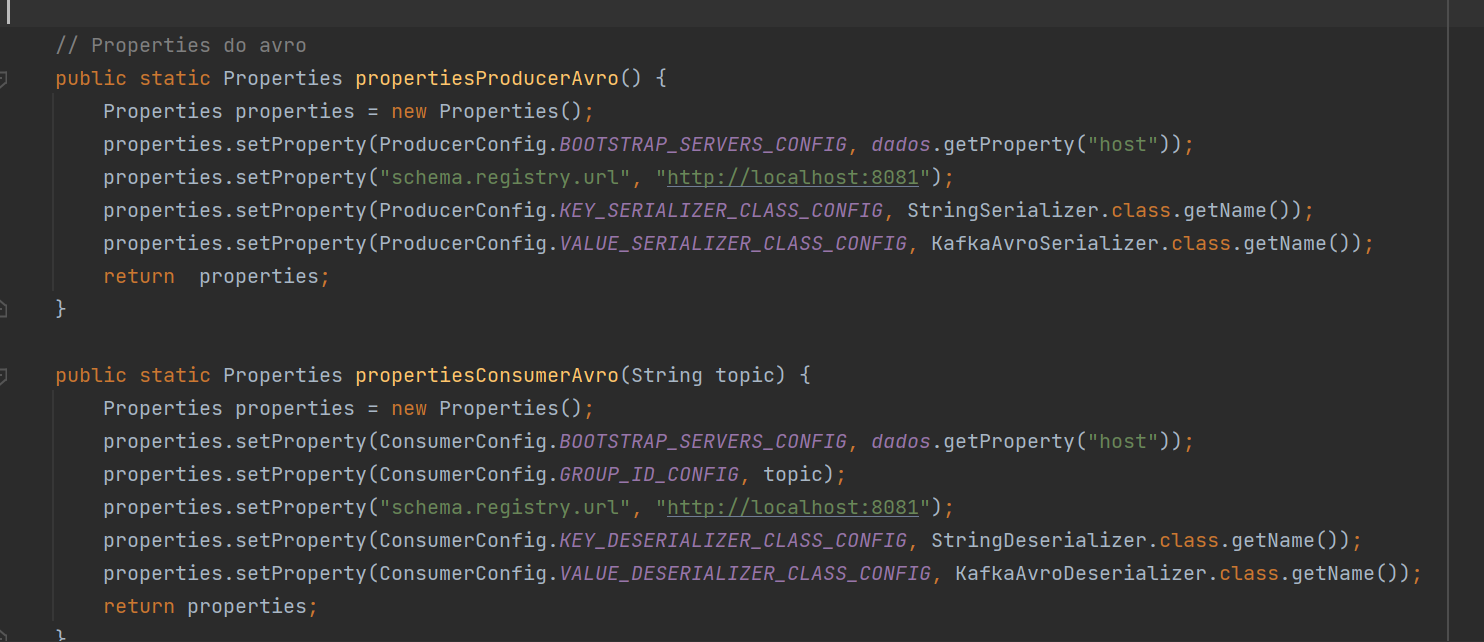 // Properties do avro
public static Properties propertiesProducerAvro() {
Properties properties = new Properties();
properties.setProperty(ProducerConfig.BOOTSTRAP_SERVERS_CONFIG, dados.getProperty("host"));
properties.setProperty("schema.registry.url", "http://localhost:8081");
properties.setProperty(ProducerConfig.KEY_SERIALIZER_CLASS_CONFIG, StringSerializer.class.getName());
properties.setProperty(ProducerConfig.VALUE_SERIALIZER_CLASS_CONFIG, KafkaAvroSerializer.class.getName());
return  properties;
}
public static Properties propertiesConsumerAvro(String topic) {
Properties properties = new Properties();
properties.setProperty(ConsumerConfig.BOOTSTRAP_SERVERS_CONFIG, dados.getProperty("host"));
properties.setProperty(ConsumerConfig.GROUP_ID_CONFIG, topic);
properties.setProperty("schema.registry.url", "http://localhost:8081");
properties.setProperty(ConsumerConfig.KEY_DESERIALIZER_CLASS_CONFIG, StringDeserializer.class.getName());
properties.setProperty(ConsumerConfig.VALUE_DESERIALIZER_CLASS_CONFIG, KafkaAvroDeserializer.class.getName());
return properties;
}